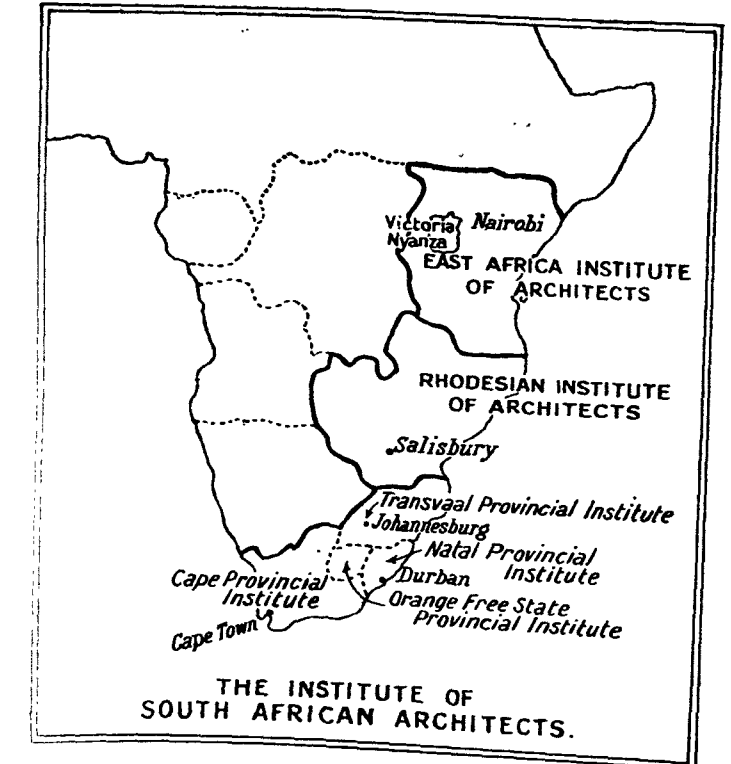 Victoria
Nyanza
Nairobi
EAST AFRICA INSTITUTE
OF ARCHITECTS
RHODESIAN INSTITUTE
OF ARCHITECTS
Salisbury
Transvaal Provincial Institute
Johannesburg
Natal Provincial
Institute
Cape Provincial
Institute
Durban
Orange Free State
Provincial Institute
Cape Town
THE INSTITUTE OF
SOUTH AFRICAN ARCHITECTS.